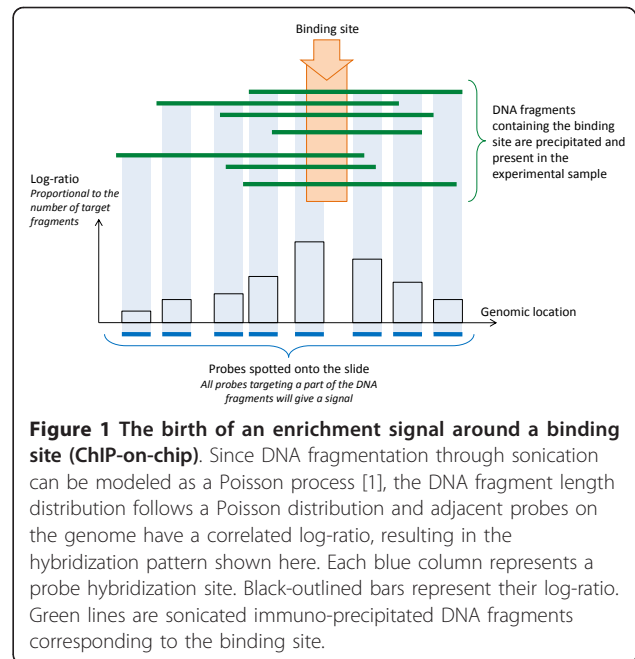 Binding site
DNA fragments
containing the binding
site are precipitated and
present in the
experimental sample
Log-ratio
Proportional to the
number of target
fragments
Genomic location
Probes spotted onto the slide
All probes targeting a part of the DNA
fragments will give a signal
Figure 1 The birth of an enrichment signal around a binding
site (ChIP-on-chip). Since DNA fragmentation through sonication
can be modeled as a Poisson process [1], the DNA fragment length
distribution follows a Poisson distribution and adjacent probes on
the genome have a correlated log-ratio, resulting in the
hybridization pattern shown here. Each blue column represents a
probe hybridization site. Black-outlined bars represent their log-ratio.
Green lines are sonicated immuno-precipitated DNA fragments
corresponding to the binding site.